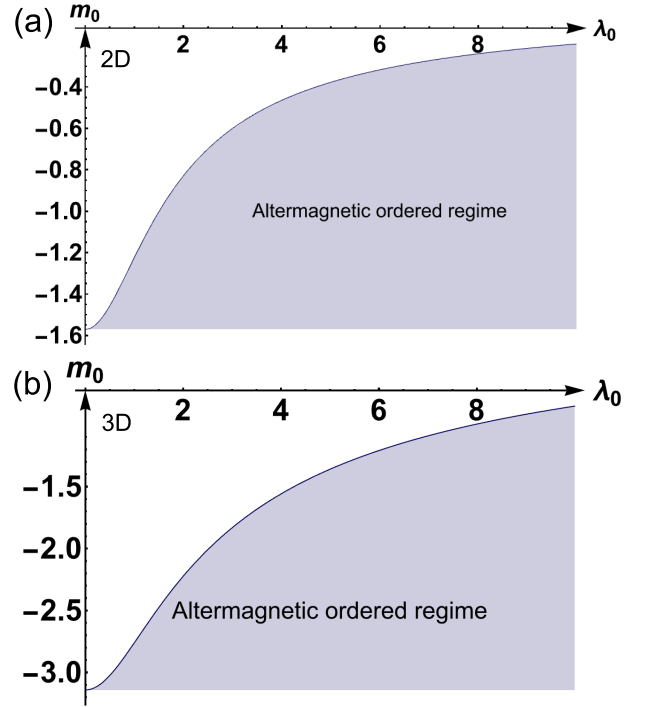 (a)
m₀
λ₀
2 4 6 8
2D
−0.4
−0.6
−0.8
−1.0
Altermagnetic ordered regime
−1.2
−1.4
−1.6
(b)
m₀
λ₀
2 4 6 8
3D
−1.5
−2.0
−2.5
Altermagnetic ordered regime
−3.0